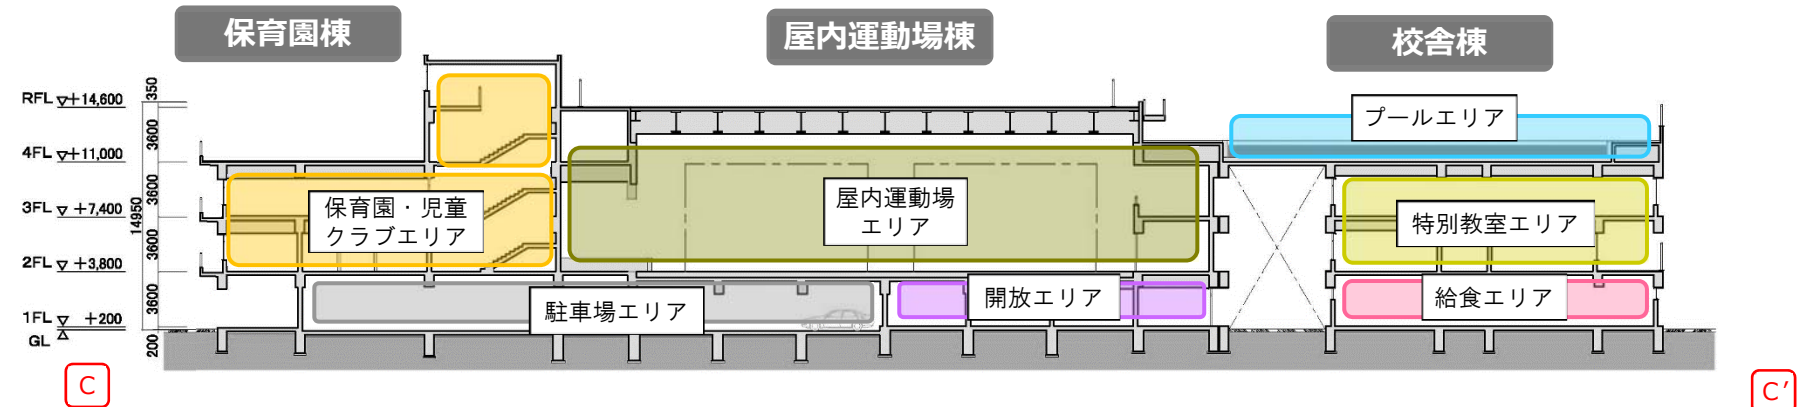 保育園棟
屋内運動場棟
校舎棟
RFL ▽+14,600
350
3600
プールエリア
4FL ▽+11,000
3600
保育園・児童
クラブエリア
屋内運動場
エリア
特別教室エリア
3FL ▽+7,400
14950
3600
2FL ▽+3,800
3600
駐車場エリア
開放エリア
給食エリア
1FL ▽ +200
GL △
200
C
C′